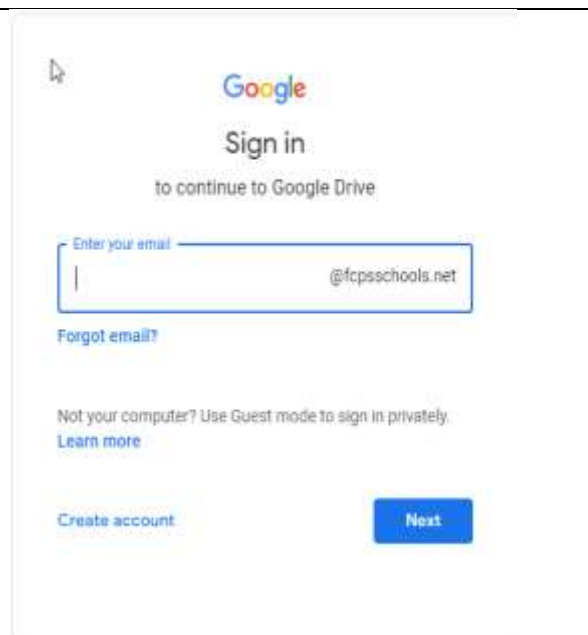 Google
Sign in
to continue to Google Drive
Enter your email
@fcpsschools.net
Forgot email?
Not your computer? Use Guest mode to sign in privately.
Learn more
Create account
Next